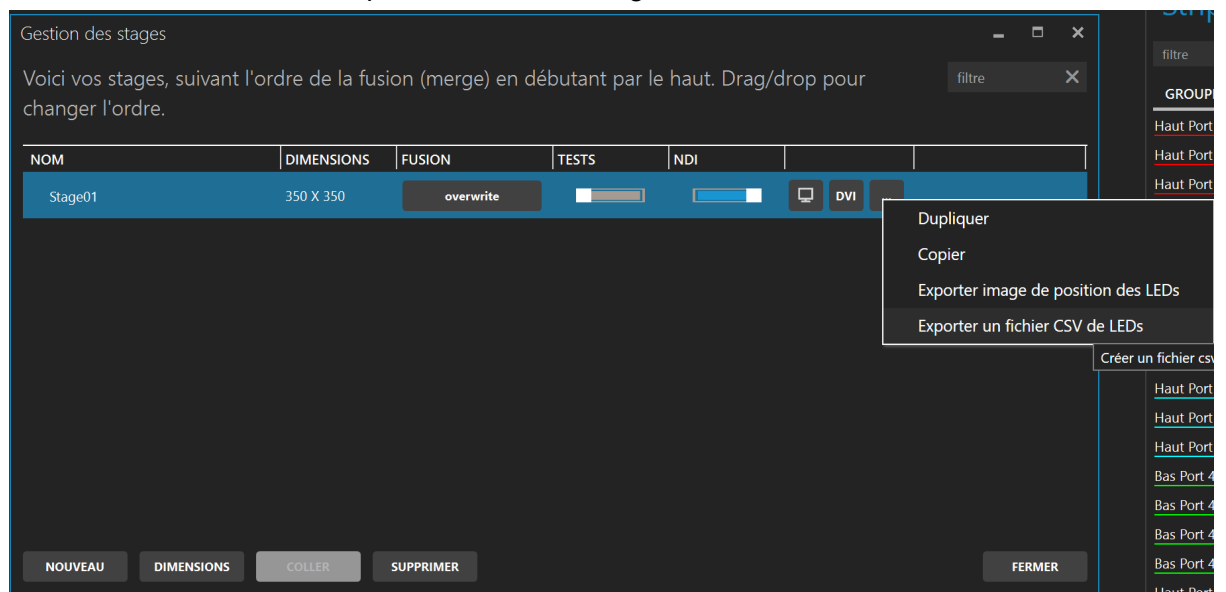 Gestion des stages
Voici vos stages, suivant l'ordre de la fusion (merge) en débutant par le haut. Drag/drop pour
changer l'ordre.
filtre
NOM
DIMENSIONS
FUSION
TESTS
NDI
Stage01
350 X 350
overwrite
DVI
...
Dupliquer
Copier
Exporter image de position des LEDs
Exporter un fichier CSV de LEDs
Créer un fichier csv
NOUVEAU
DIMENSIONS
COLLER
SUPPRIMER
FERMER
filtre
Haut Port
Haut Port
Haut Port
Haut Port
Haut Port
Haut Port
Bas Port 4
Bas Port 4
Bas Port 4
Bas Port 4